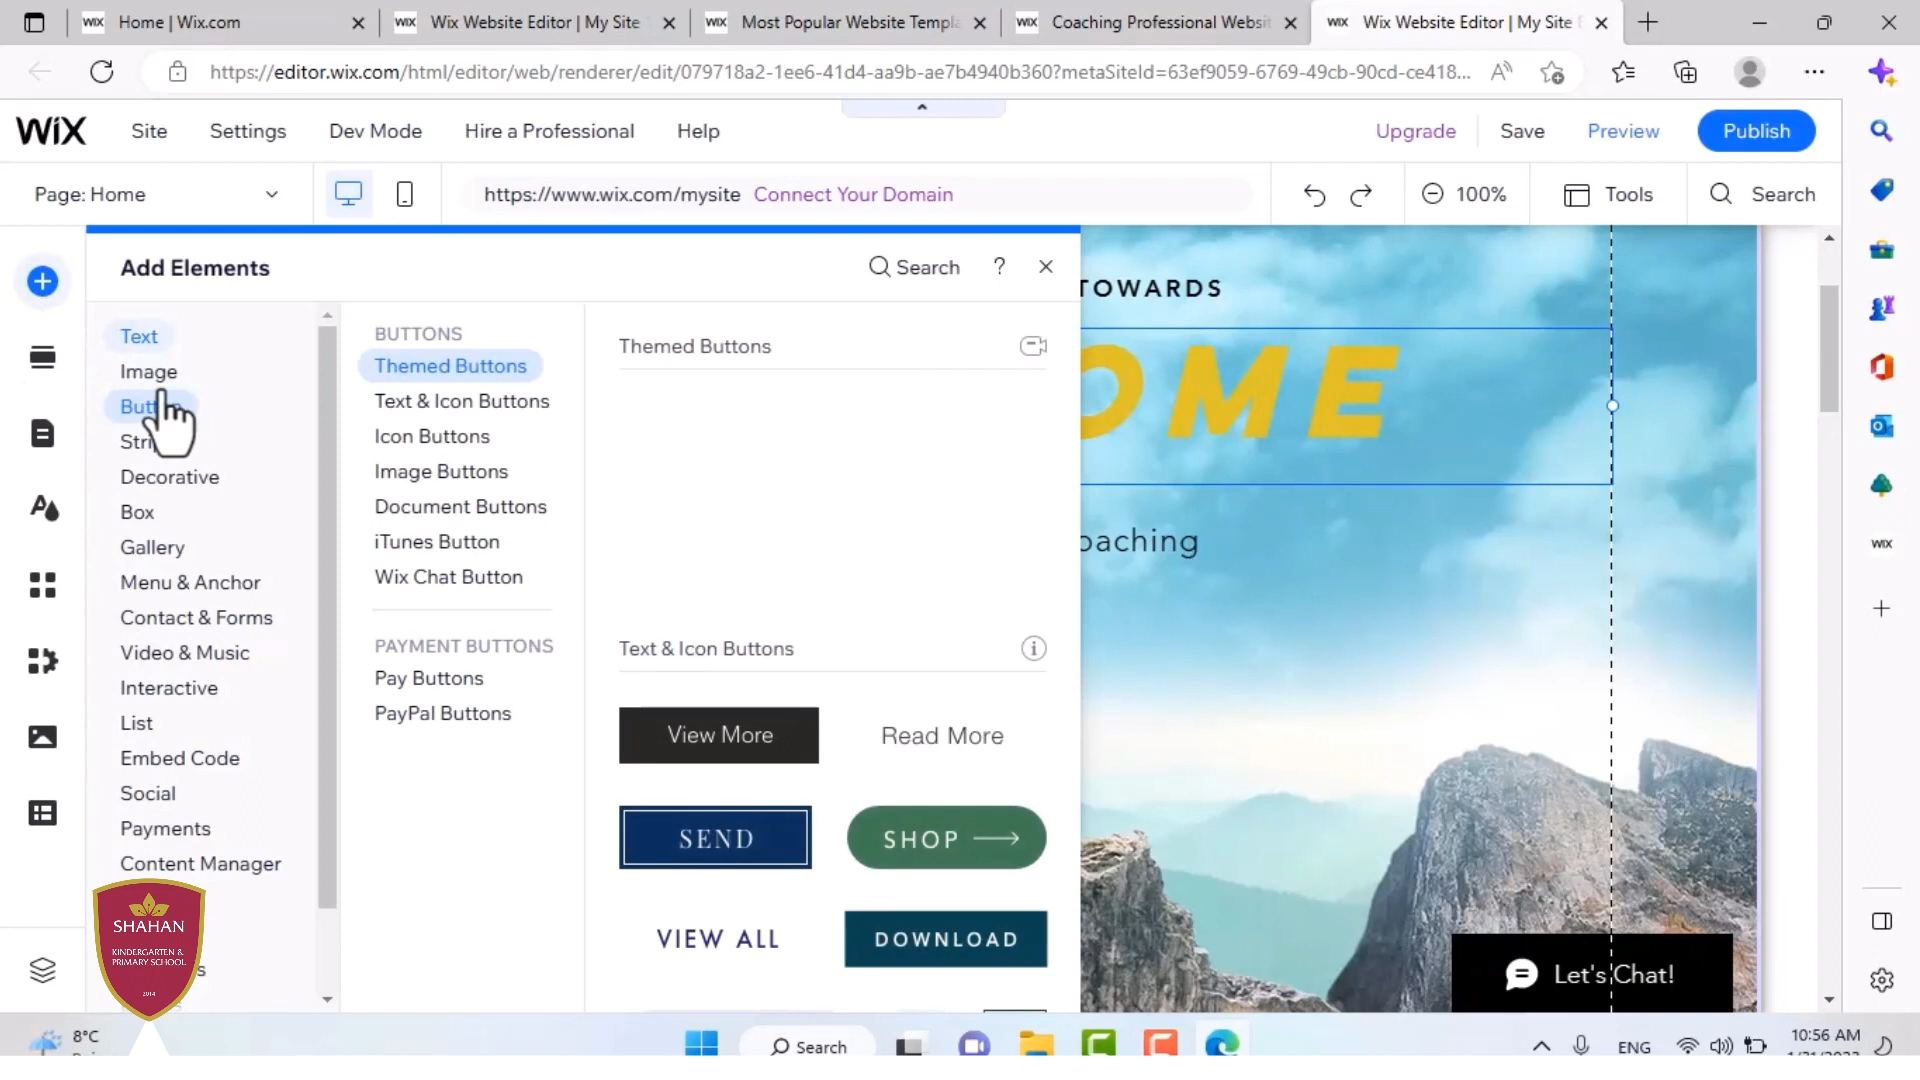 Home | Wix.com
Wix Website Editor | My Site
Most Popular Website Templa
Coaching Professional Websit
Wix Website Editor | My Site
https://editor.wix.com/html/editor/web/renderer/edit/079718a2-1ee6-41d4-aa9b-ae7b4940b360?metaSiteId=63ef9059-6769-49cb-90cd-ce418...
WiX
Site
Settings
Dev Mode
Hire a Professional
Help
Upgrade
Save
Preview
Publish
Page: Home
https://www.wix.com/mysite
Connect Your Domain
100%
Tools
Search
Add Elements
Search
?
Text
Image
Decorative
Box
Gallery
Menu & Anchor
Contact & Forms
Video & Music
Interactive
List
Embed Code
Social
Payments
Content Manager
BUTTONS
Themed Buttons
Text & Icon Buttons
Icon Buttons
Image Buttons
Document Buttons
iTunes Button
Wix Chat Button
PAYMENT BUTTONS
Pay Buttons
PayPal Buttons
Themed Buttons
Text & Icon Buttons
View More
Read More
SEND
SHOP
VIEW ALL
DOWNLOAD
TOWARDS
OME
oaching
Let's Chat!
WIX
SHAHAN
KINDERGARTEN &
PRIMARY SCHOOL
2014
8°C
Search
ENG
10:56 AM